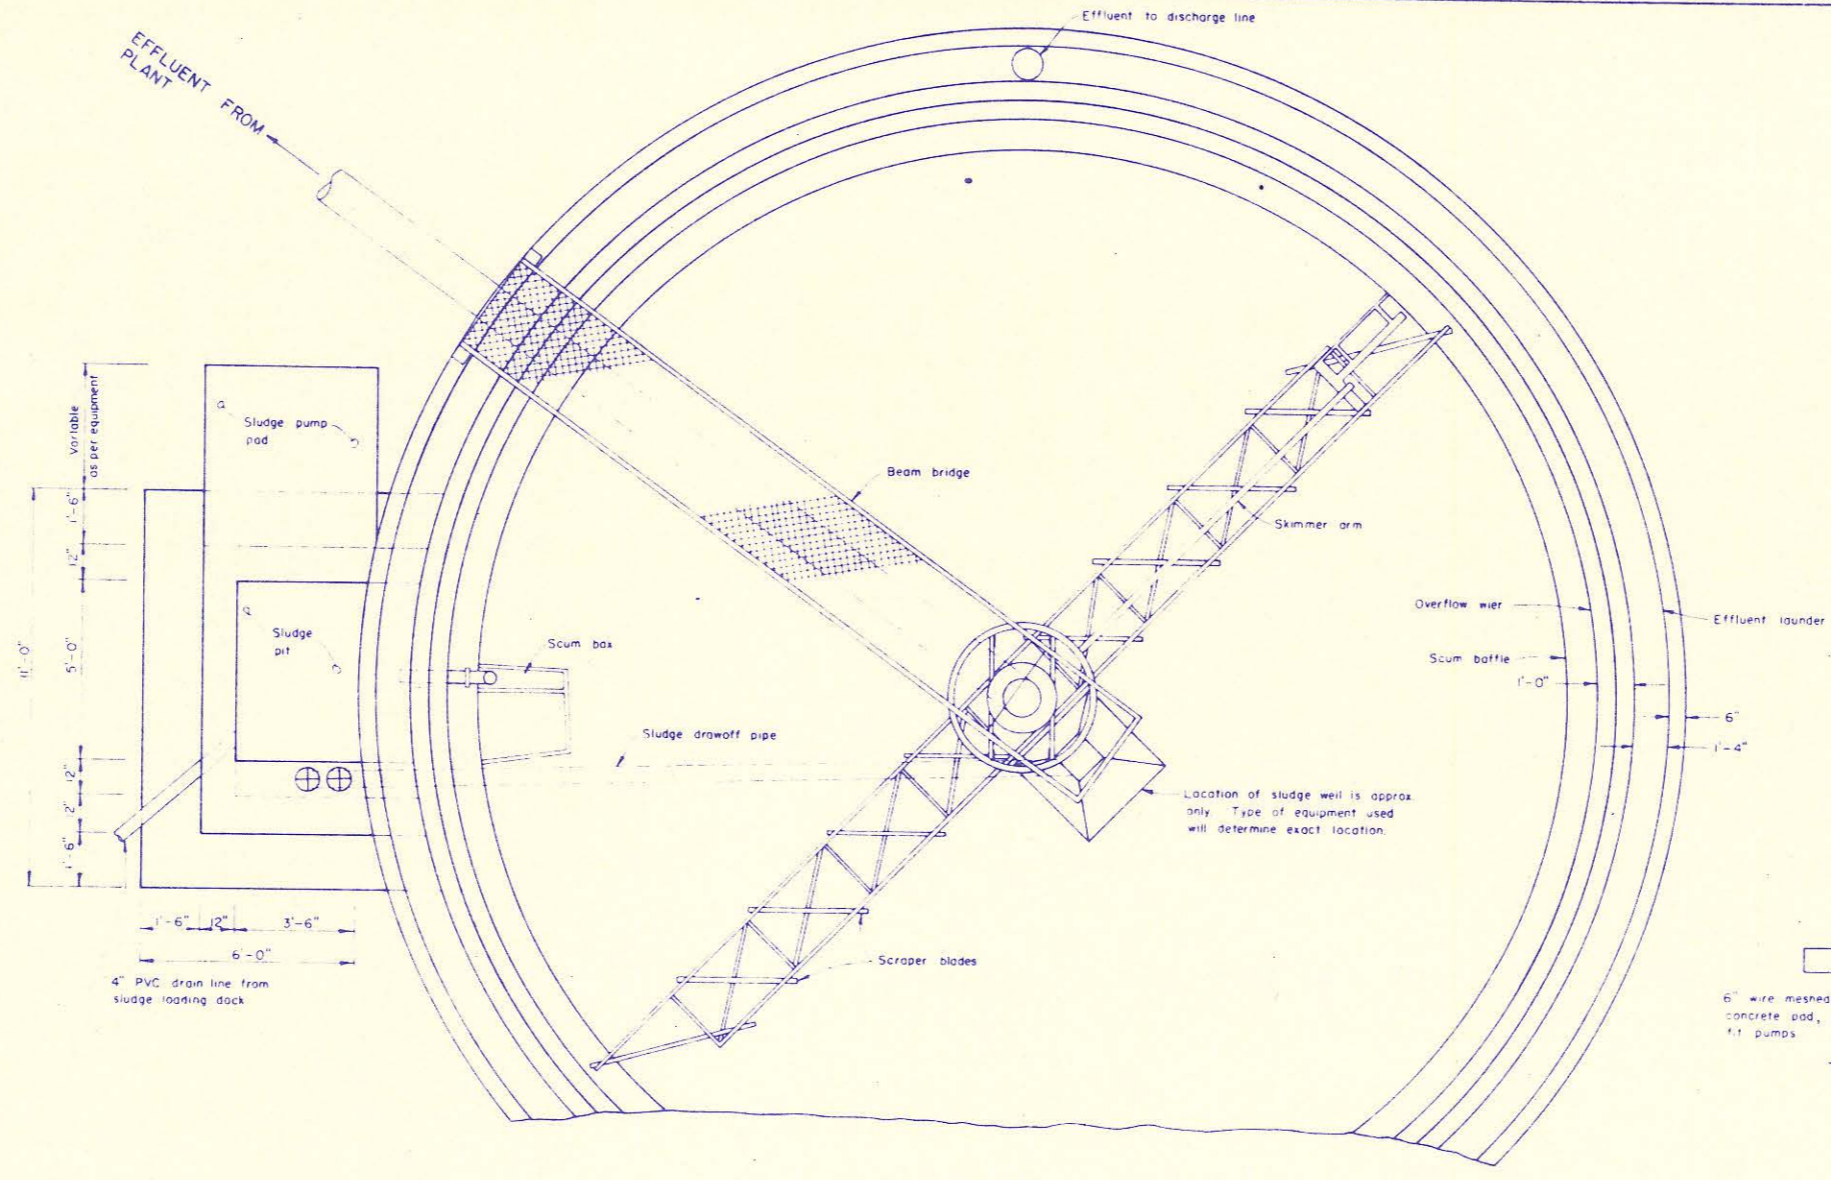 Effluent to discharge line
EFFLUENT FROM
PLANT
Variable
as per equipment
Sludge pump
pad
1'-6"
12"
5'-0"
11'-0"
12"
12"
1'-6"
Sludge
pit
Scum box
Beam bridge
Skimmer arm
Overflow wier
Effluent launder
Scum baffle
1'-0"
6"
1'-4"
Sludge drawoff pipe
Location of sludge well is approx.
only. Type of equipment used
will determine exact location.
1'-6"
12"
3'-6"
6'-0"
4" PVC drain line from
sludge loading dock
Scraper blades
6" wire meshed
concrete pad,
fit pumps